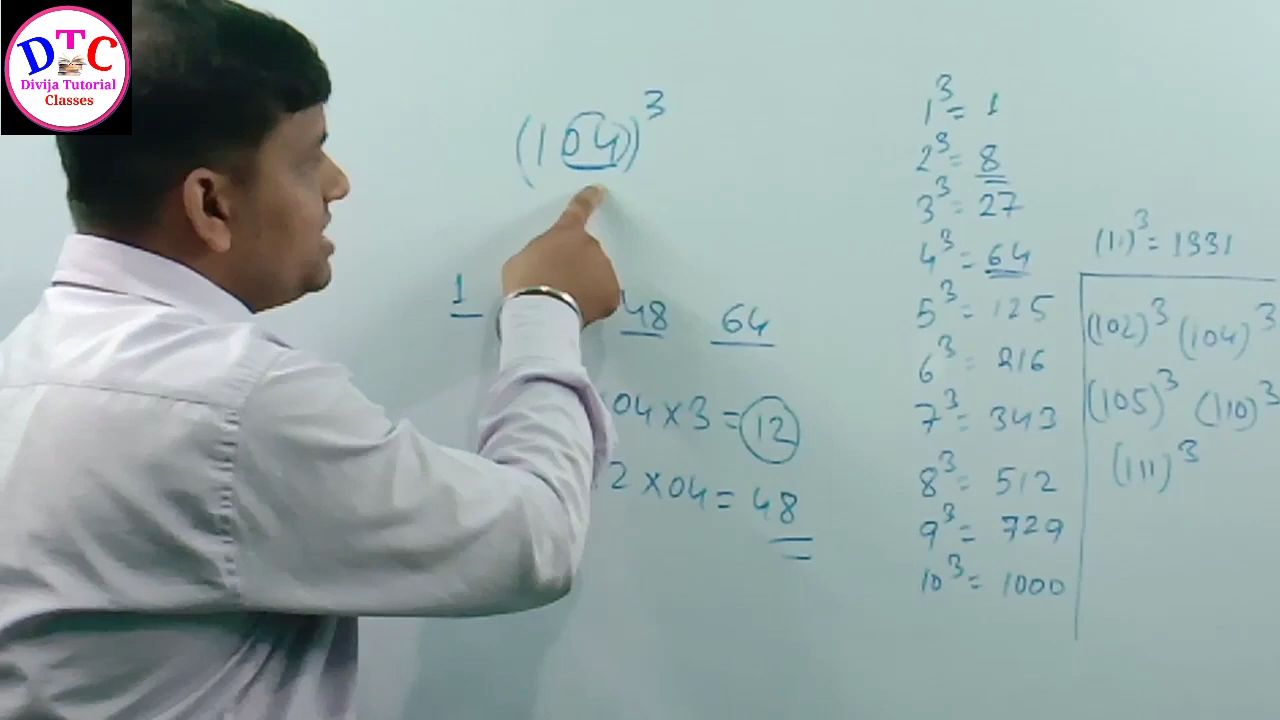 DTC
Divija Tutorial
Classes
(104)³
1 48 64
04 × 3 = 12
2 × 04 = 48
1³ = 1
2³ = 8
3³ = 27
4³ = 64
5³ = 125
6³ = 216
7³ = 343
8³ = 512
9³ = 729
10³ = 1000
(11)³ = 1331
(102)³ (104)³
(105)³ (110)³
(111)³